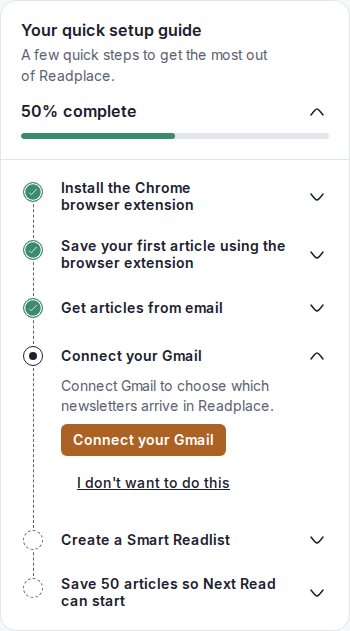 Your quick setup guide
A few quick steps to get the most out
of Readplace.
50% complete
Install the Chrome
browser extension
Save your first article using the
browser extension
Get articles from email
Connect your Gmail
Connect Gmail to choose which
newsletters arrive in Readplace.
Connect your Gmail
I don't want to do this
Create a Smart Readlist
Save 50 articles so Next Read
can start